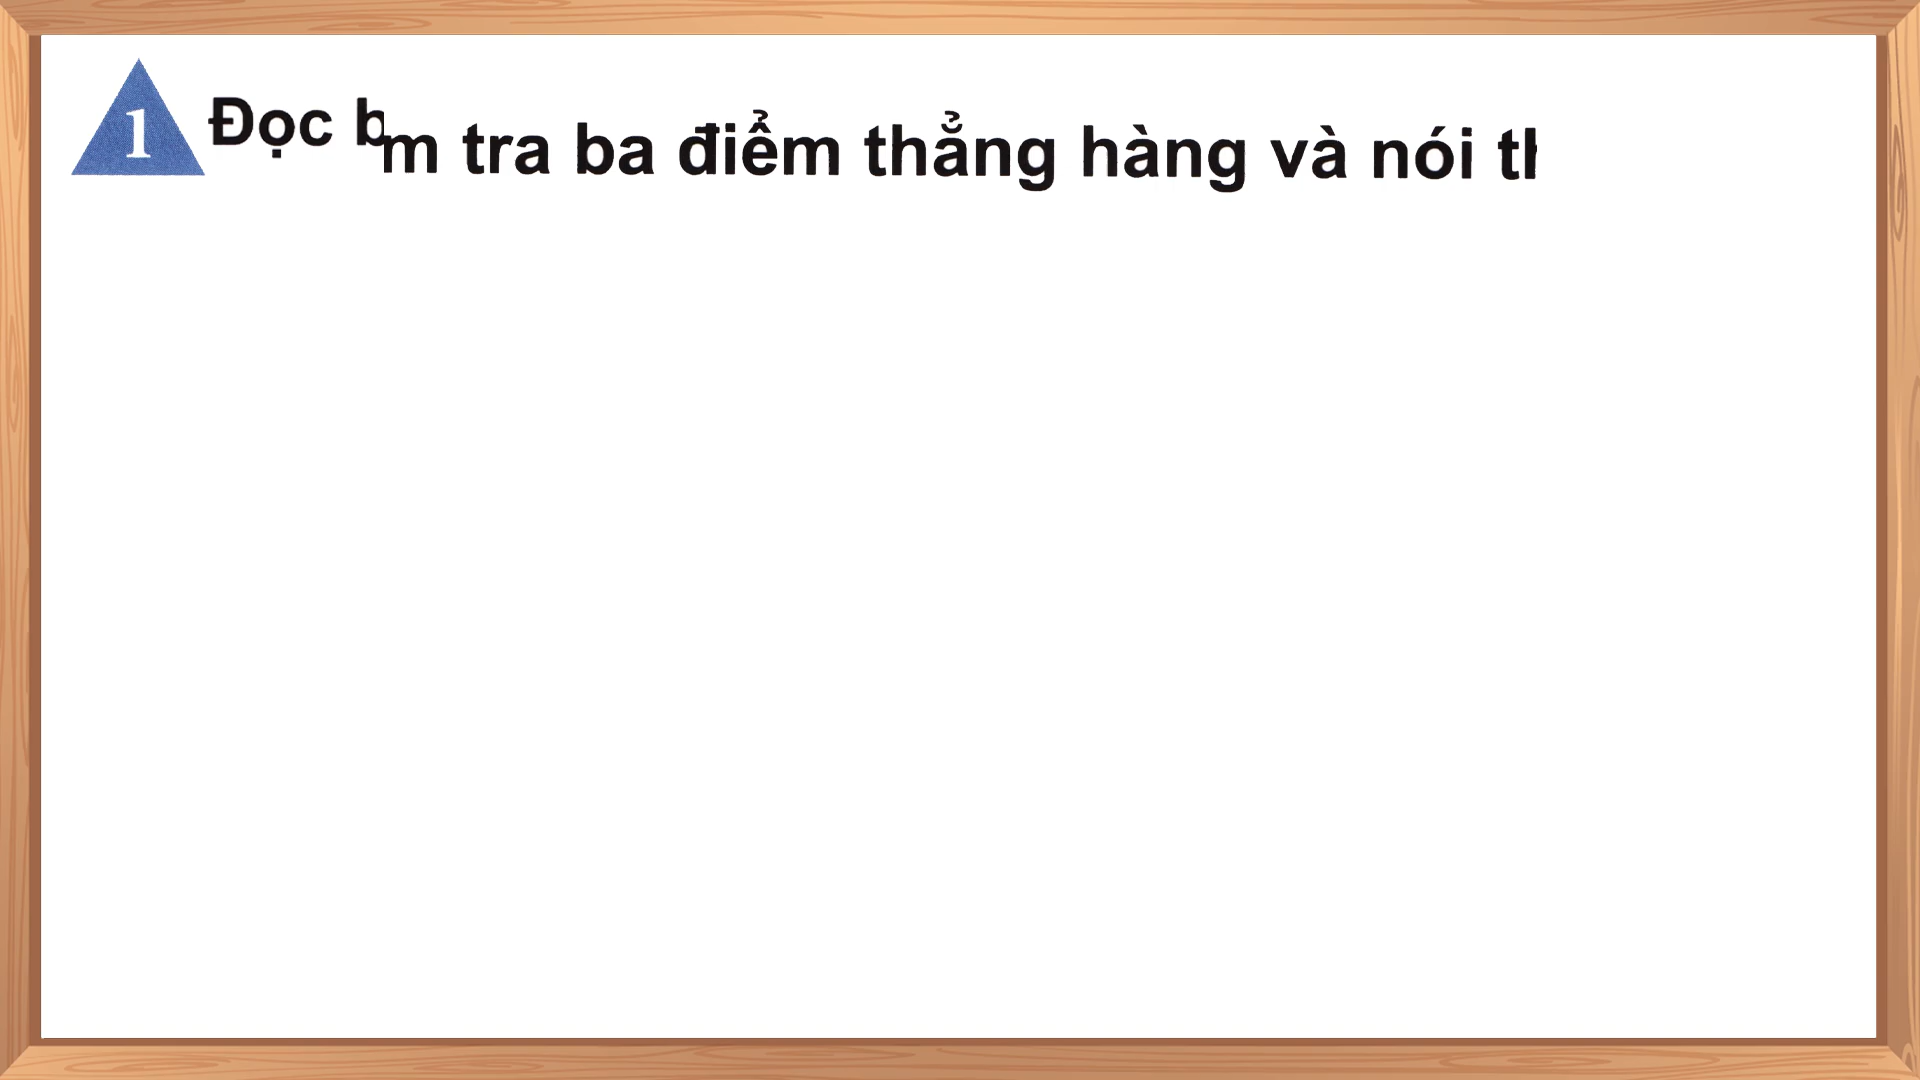 1 Đọc tra ba điểm thẳng hàng và nói